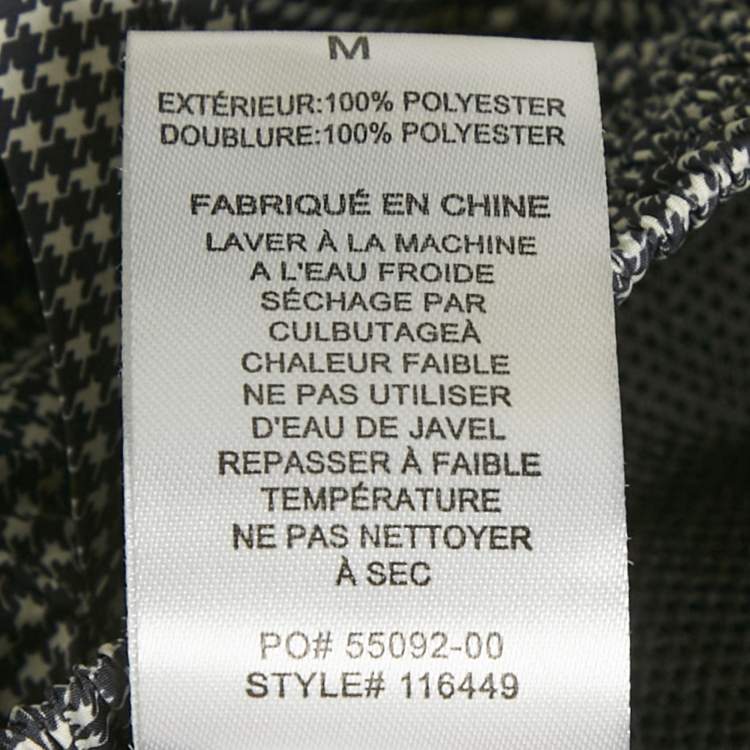 M
EXTÉRIEUR:100% POLYESTER
DOUBLURE:100% POLYESTER
FABRIQUÉ EN CHINE
LAVER À LA MACHINE
A L'EAU FROIDE
SÉCHAGE PAR
CULBUTAGEÀ
CHALEUR FAIBLE
NE PAS UTILISER
D'EAU DE JAVEL
REPASSER À FAIBLE
TEMPÉRATURE
NE PAS NETTOYER
À SEC
PO# 55092-00
STYLE# 116449